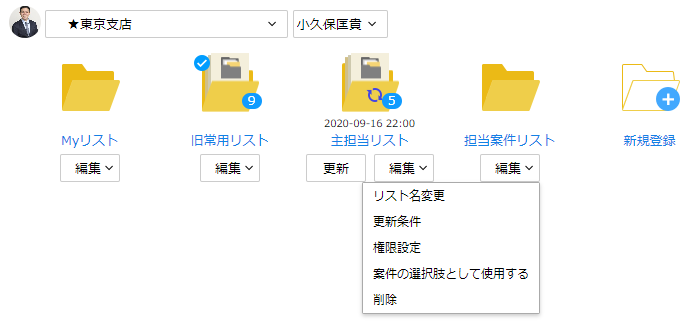 ★東京支店
小久保匡貴
9
5
2020-09-16 22:00
Myリスト
旧常用リスト
主担当リスト
担当案件リスト
新規登録
編集
編集
更新
編集
編集
リスト名変更
更新条件
権限設定
案件の選択肢として使用する
削除